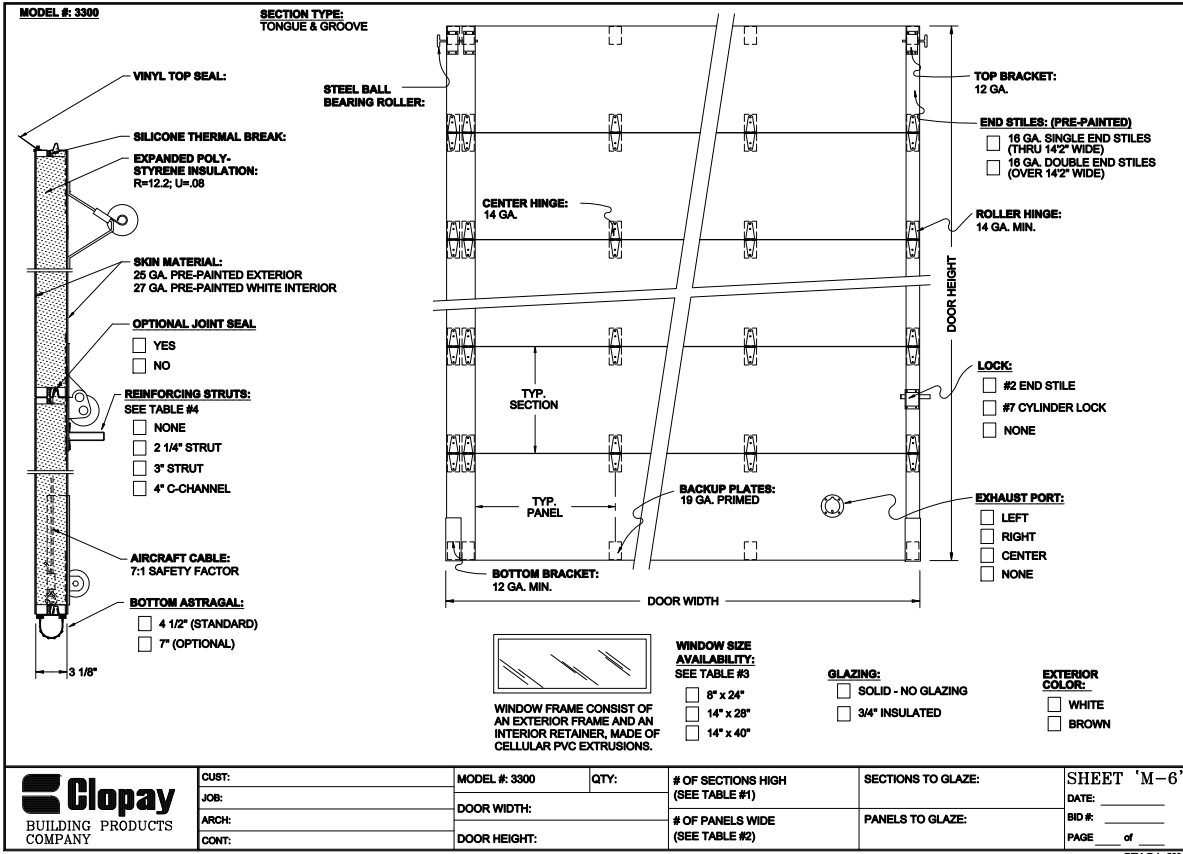 MODEL #: 3300
SECTION TYPE:
TONGUE & GROOVE
VINYL TOP SEAL:
SILICONE THERMAL BREAK:
EXPANDED POLY-
STYRENE INSULATION:
R=12.2; U=.08
SKIN MATERIAL:
25 GA. PRE-PAINTED EXTERIOR
27 GA. PRE-PAINTED WHITE INTERIOR
OPTIONAL JOINT SEAL
YES
NO
REINFORCING STRUTS:
SEE TABLE #4
NONE
2 1/4" STRUT
3" STRUT
4" C-CHANNEL
AIRCRAFT CABLE:
7:1 SAFETY FACTOR
BOTTOM ASTRAGAL:
4 1/2" (STANDARD)
7" (OPTIONAL)
3 1/8"
STEEL BALL
BEARING ROLLER:
CENTER HINGE:
14 GA.
TYP.
SECTION
TYP.
PANEL
BACKUP PLATES:
19 GA. PRIMED
BOTTOM BRACKET:
12 GA. MIN.
DOOR WIDTH
DOOR HEIGHT
TOP BRACKET:
12 GA.
END STILES: (PRE-PAINTED)
16 GA. SINGLE END STILES
(THRU 14'2" WIDE)
16 GA. DOUBLE END STILES
(OVER 14'2" WIDE)
ROLLER HINGE:
14 GA. MIN.
LOCK:
#2 END STILE
#7 CYLINDER LOCK
NONE
EXHAUST PORT:
LEFT
RIGHT
CENTER
NONE
WINDOW FRAME CONSIST OF
AN EXTERIOR FRAME AND AN
INTERIOR RETAINER, MADE OF
CELLULAR PVC EXTRUSIONS.
WINDOW SIZE
AVAILABILITY:
SEE TABLE #3
8" x 24"
14" x 28"
14" x 40"
GLAZING:
SOLID - NO GLAZING
3/4" INSULATED
EXTERIOR
COLOR:
WHITE
BROWN
Clopay
BUILDING PRODUCTS
COMPANY
CUST:
JOB:
ARCH:
CONT:
MODEL #: 3300
QTY:
DOOR WIDTH:
DOOR HEIGHT:
# OF SECTIONS HIGH
(SEE TABLE #1)
# OF PANELS WIDE
(SEE TABLE #2)
SECTIONS TO GLAZE:
PANELS TO GLAZE:
SHEET 'M-6'
DATE:
BID #:
PAGE of